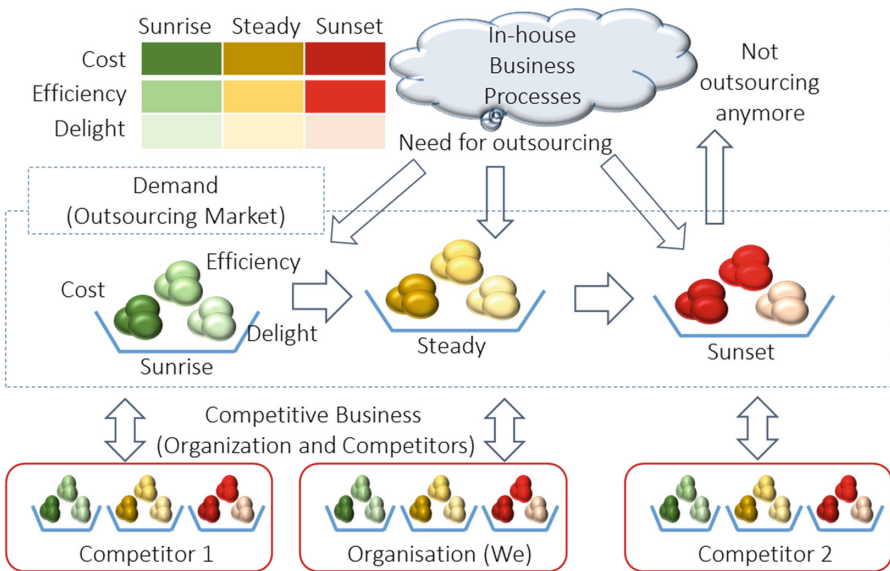 Sunrise Steady Sunset
Cost
Efficiency
Delight
In-house
Business
Processes
Not
outsourcing
anymore
Need for outsourcing
Demand
(Outsourcing Market)
Efficiency
Cost
Delight
Sunrise
Steady
Sunset
Competitive Business
(Organization and Competitors)
Competitor 1
Organisation (We)
Competitor 2